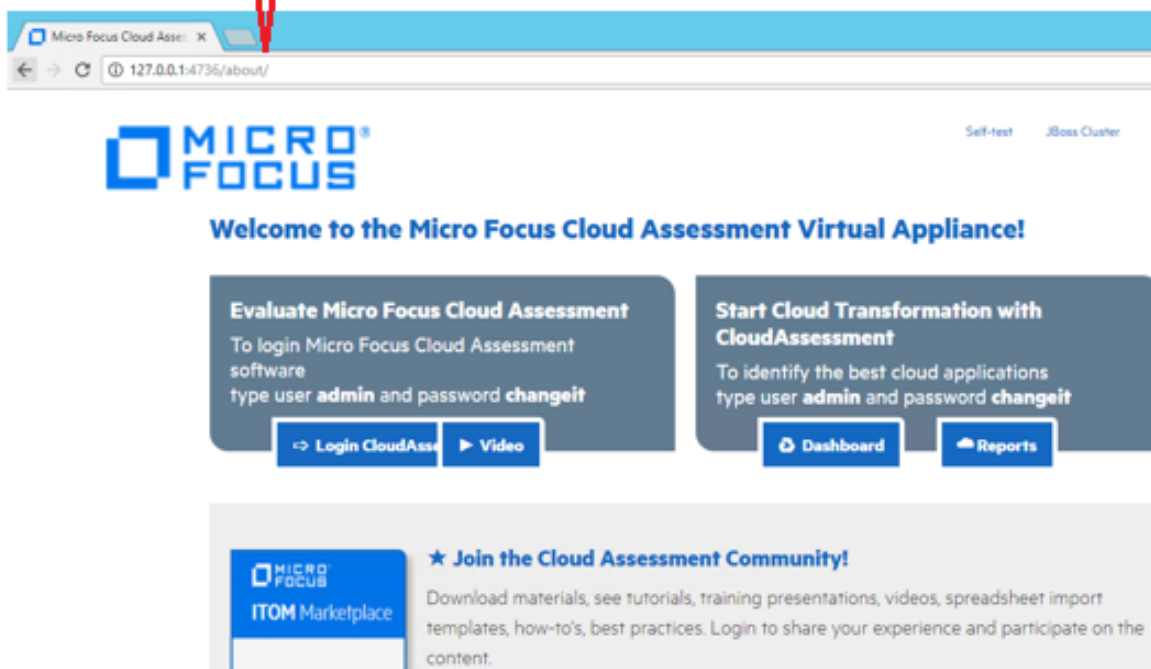 Micro Focus Cloud Asses
127.0.0.1:4736/about/
MICRO
FOCUS
Self-test JBoss Cluster
Welcome to the Micro Focus Cloud Assessment Virtual Appliance!
Evaluate Micro Focus Cloud Assessment
To login Micro Focus Cloud Assessment
software
type user admin and password changeit
⇨ Login CloudAsse
► Video
Start Cloud Transformation with
CloudAssessment
To identify the best cloud applications
type user admin and password changeit
Dashboard
Reports
MICRO
FOCUS
ITOM Marketplace
★ Join the Cloud Assessment Community!
Download materials, see tutorials, training presentations, videos, spreadsheet import
templates, how-to's, best practices. Login to share your experience and participate on the
content.